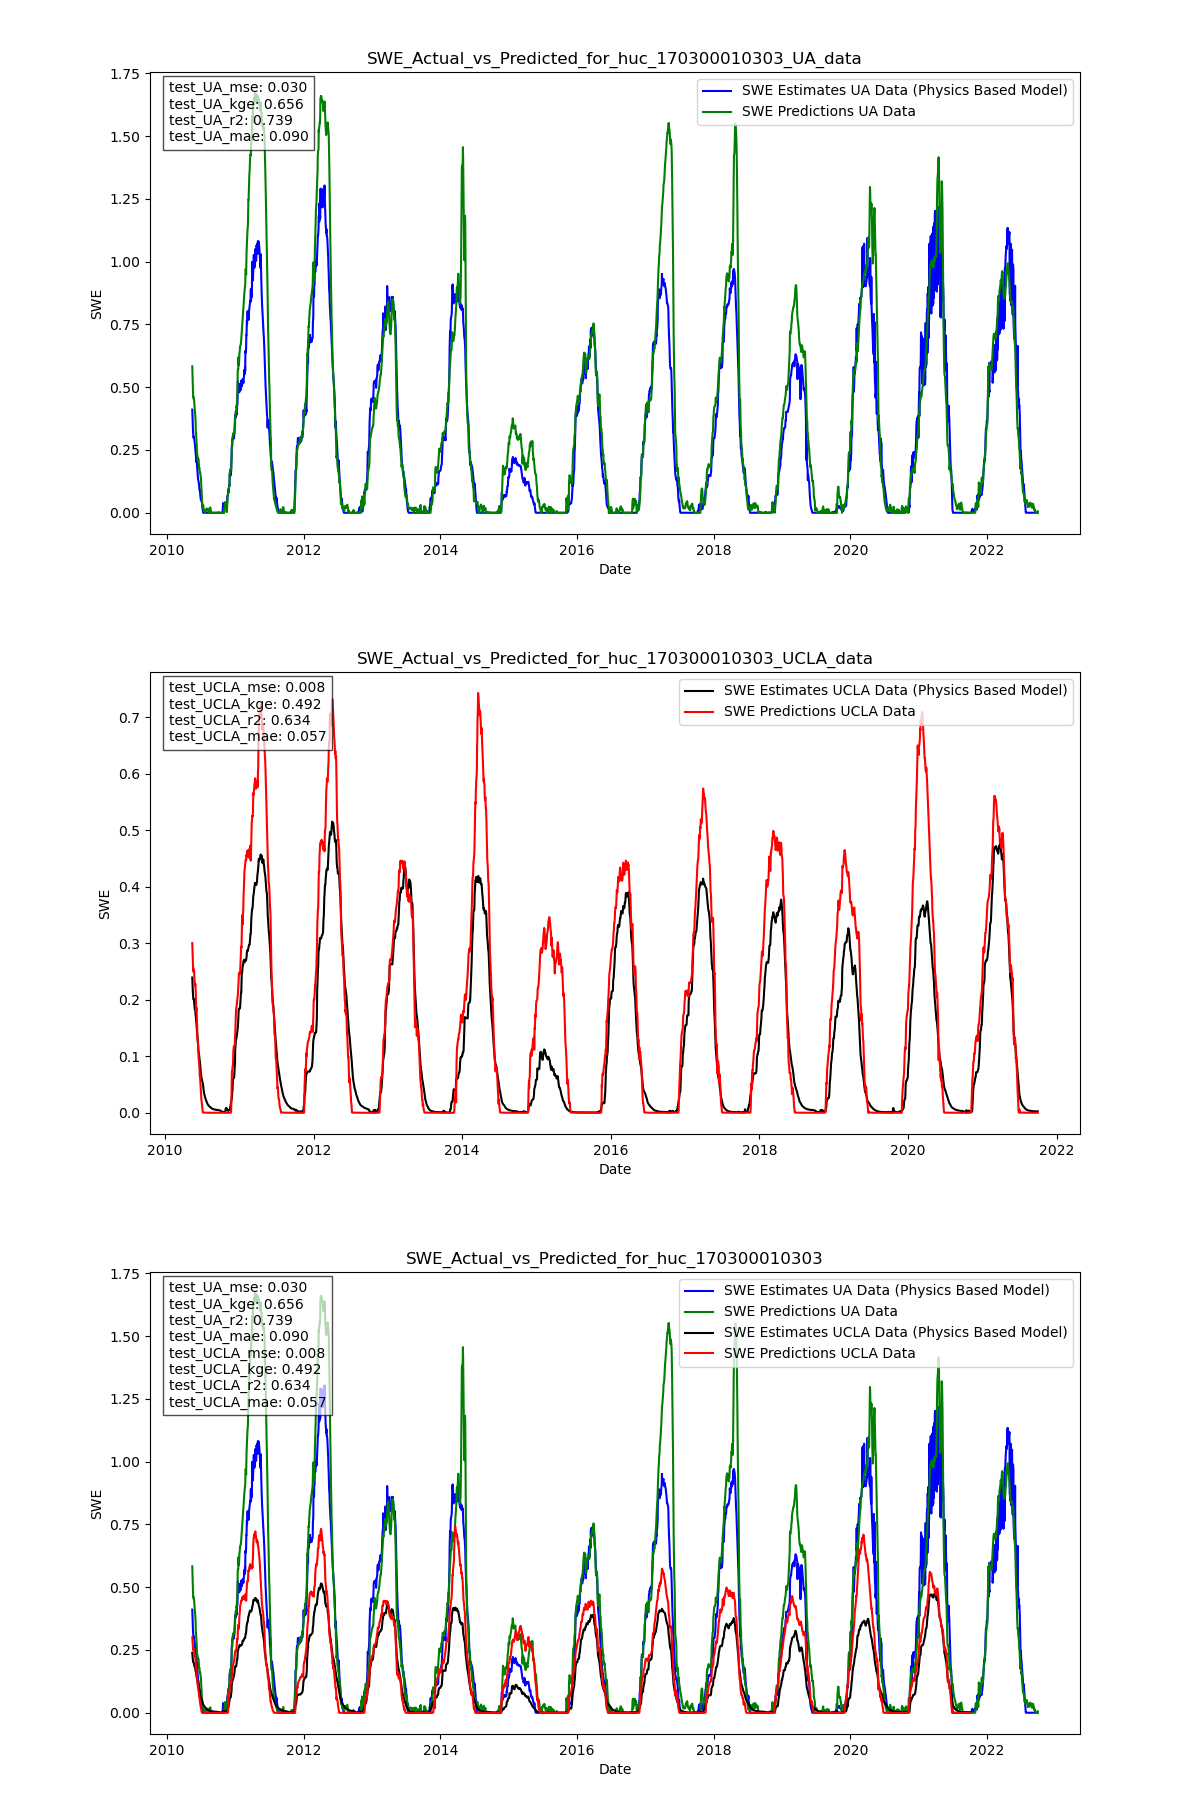 SWE_Actual_vs_Predicted_for_huc_170300010303_UA_data
test_UA_mse: 0.030
test_UA_kge: 0.656
test_UA_r2: 0.739
test_UA_mae: 0.090
SWE Estimates UA Data (Physics Based Model)
SWE Predictions UA Data
1.75
1.50
1.25
1.00
0.75
0.50
0.25
0.00
SWE
2010 2012 2014 2016 2018 2020 2022
Date
SWE_Actual_vs_Predicted_for_huc_170300010303_UCLA_data
test_UCLA_mse: 0.008
test_UCLA_kge: 0.492
test_UCLA_r2: 0.634
test_UCLA_mae: 0.057
SWE Estimates UCLA Data (Physics Based Model)
SWE Predictions UCLA Data
0.7
0.6
0.5
0.4
0.3
0.2
0.1
0.0
SWE
2010 2012 2014 2016 2018 2020 2022
Date
SWE_Actual_vs_Predicted_for_huc_170300010303
test_UA_mse: 0.030
test_UA_kge: 0.656
test_UA_r2: 0.739
test_UA_mae: 0.090
test_UCLA_mse: 0.008
test_UCLA_kge: 0.492
test_UCLA_r2: 0.634
test_UCLA_mae: 0.057
SWE Estimates UA Data (Physics Based Model)
SWE Predictions UA Data
SWE Estimates UCLA Data (Physics Based Model)
SWE Predictions UCLA Data
1.75
1.50
1.25
1.00
0.75
0.50
0.25
0.00
SWE
2010 2012 2014 2016 2018 2020 2022
Date